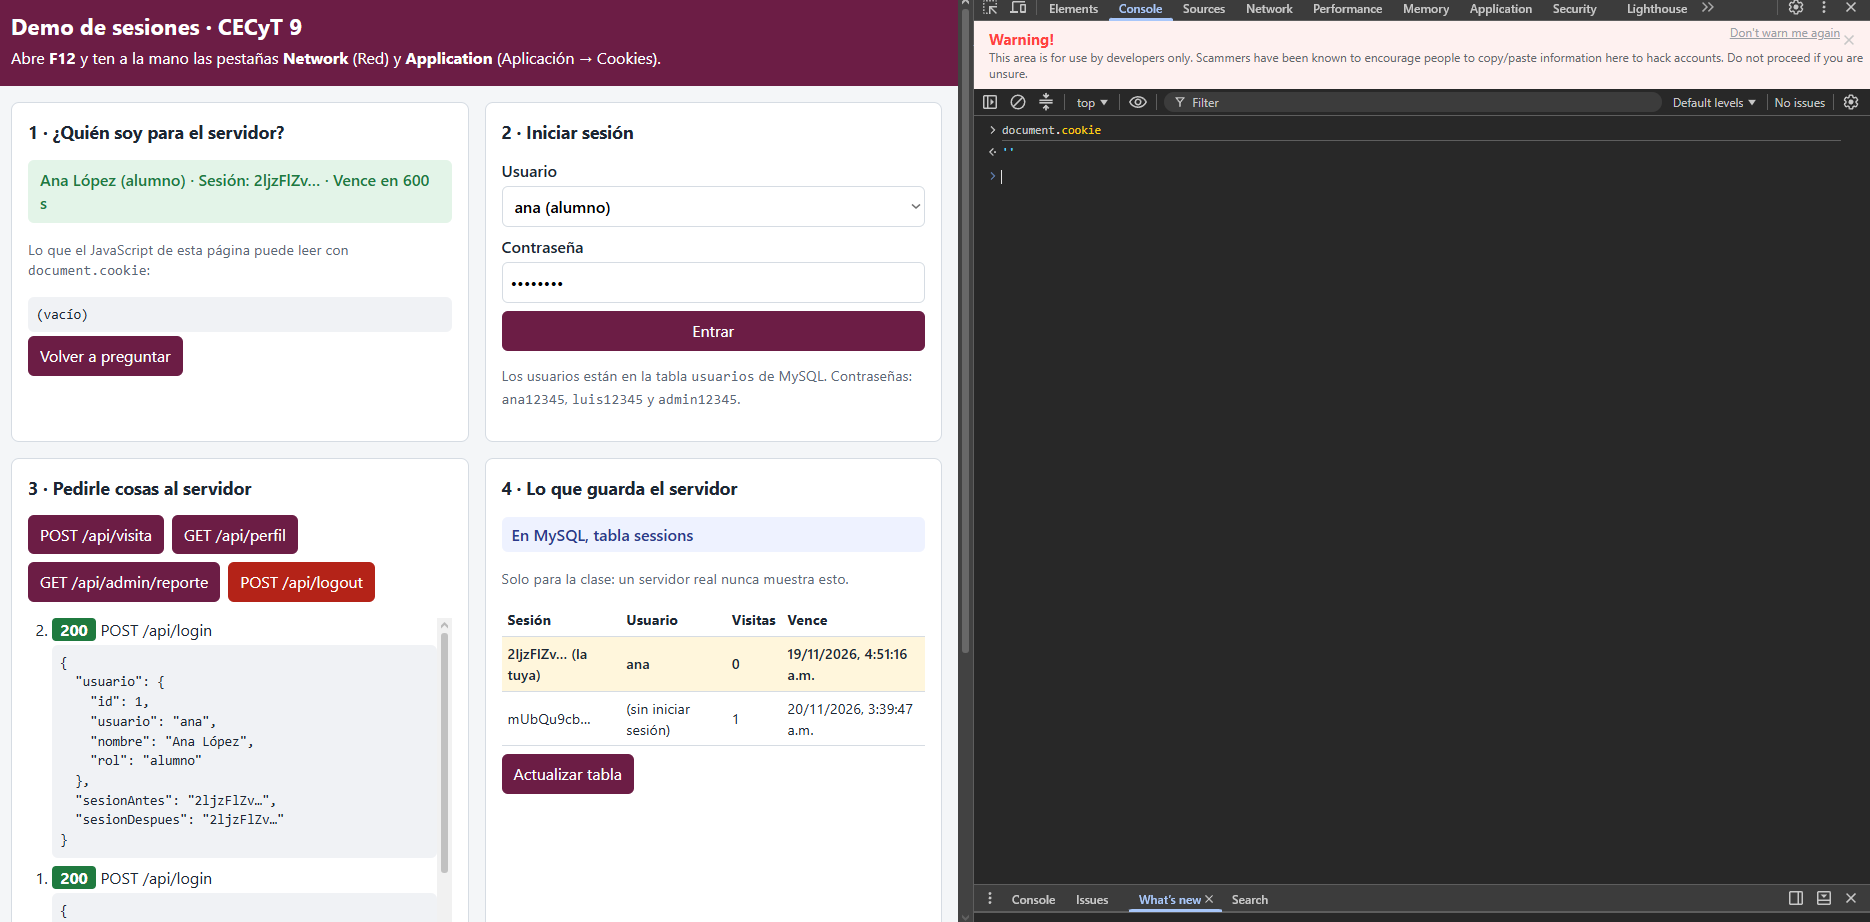 Demo de sesiones · CECyT 9
Abre F12 y ten a la mano las pestañas Network (Red) y Application (Aplicación → Cookies).
1 · ¿Quién soy para el servidor?
Ana López (alumno) · Sesión: 2ljzFlZv… · Vence en 600
s
Lo que el JavaScript de esta página puede leer con
document.cookie:
(vacío)
Volver a preguntar
2 · Iniciar sesión
Usuario
ana (alumno)
Contraseña
••••••••
Entrar
Los usuarios están en la tabla usuarios de MySQL. Contraseñas:
ana12345, luis12345 y admin12345.
3 · Pedirle cosas al servidor
POST /api/visita
GET /api/perfil
GET /api/admin/reporte
POST /api/logout
2. 200 POST /api/login
{
"usuario": {
"id": 1,
"usuario": "ana",
"nombre": "Ana López",
"rol": "alumno"
},
"sesionAntes": "2ljzFlZv…",
"sesionDespues": "2ljzFlZv…"
}
1. 200 POST /api/login
{
4 · Lo que guarda el servidor
En MySQL, tabla sessions
Solo para la clase: un servidor real nunca muestra esto.
Sesión Usuario Visitas Vence
2ljzFlZv… (la ana 0 19/11/2026, 4:51:16
tuya) a.m.
mUbQu9cb… (sin iniciar 1 20/11/2026, 3:39:47
sesión) a.m.
Actualizar tabla
Elements Console Sources Network Performance Memory Application Security Lighthouse
Warning!
Don't warn me again
This area is for use by developers only. Scammers have been known to encourage people to copy/paste information here to hack accounts. Do not proceed if you are
unsure.
top Filter Default levels No issues
document.cookie
''
Console Issues What's new Search